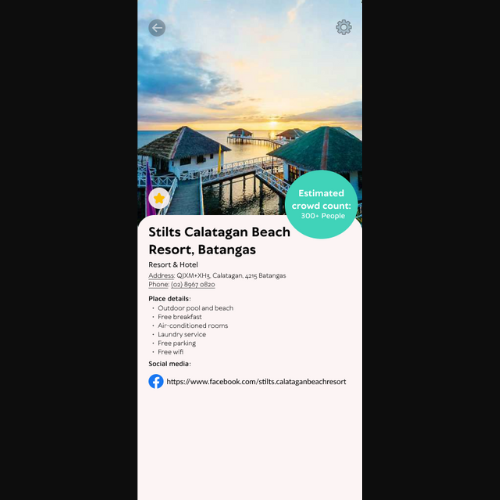 Estimated
crowd count:
300+ People
Stilts Calatagan Beach
Resort, Batangas
Resort & Hotel
Address: QJXM+XH3, Calatagan, 4215 Batangas
Phone: (02) 8967 0820
Place details:
• Outdoor pool and beach
• Free breakfast
• Air-conditioned rooms
• Laundry service
• Free parking
• Free wifi
Social media:
https://www.facebook.com/stilts.calataganbeachresort